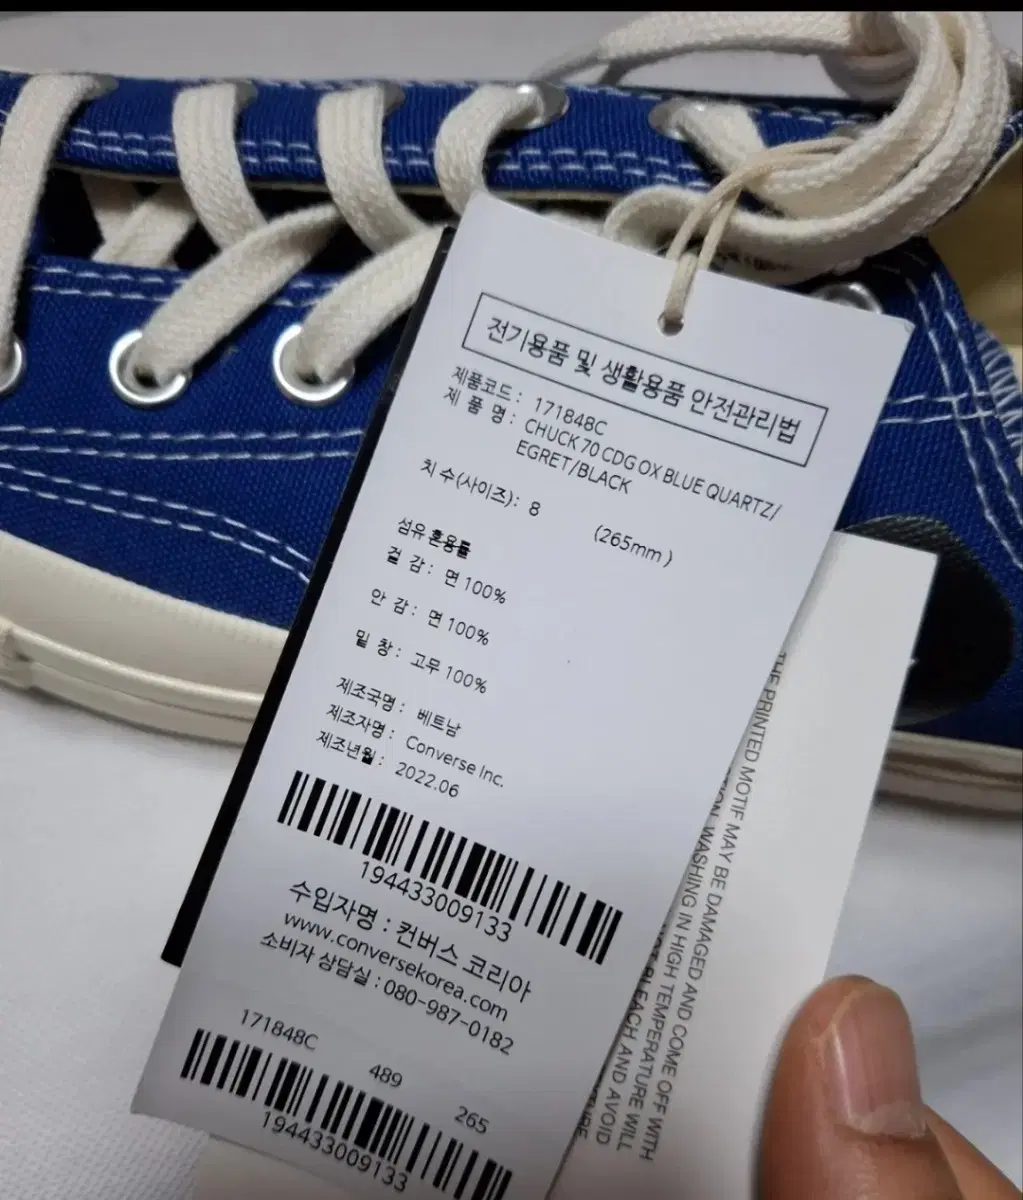 전기용품 및 생활용품 안전관리법
제품코드 : 171848C
제 품 명 : CHUCK 70 CDG OX BLUE QUARTZ/
EGRET/BLACK
치 수(사이즈) : 8 (265mm)
섬유 혼용률
겉 감 : 면 100%
안 감 : 면 100%
밑 창 : 고무 100%
제조국명 : 베트남
제조자명 : Converse Inc.
제조년월 : 2022.06
194433009133
수입자명 : 컨버스 코리아
www.conversekorea.com
소비자 상담실 : 080-987-0182
171848C 489 265
194433009133
THE PRINTED MOTIF MAY BE DAMAGED AND COME OFF WITH
WASHING IN HIGH TEMPERATURE WILL
BLEACH AND AVOID